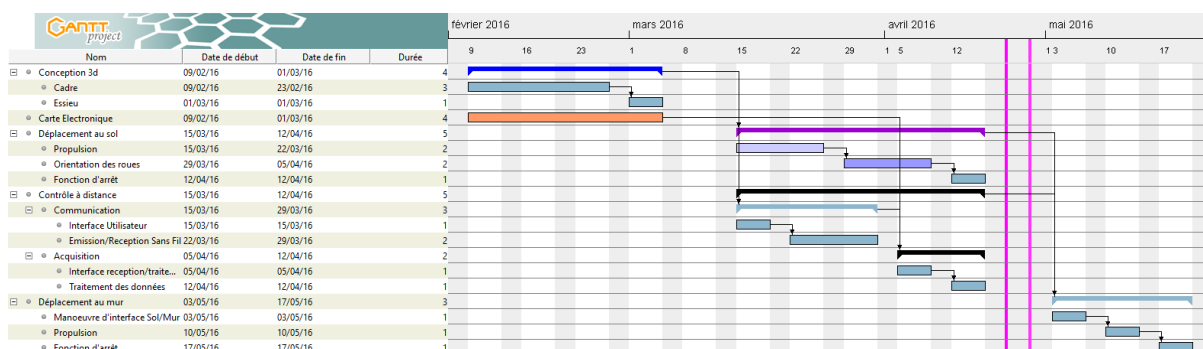 GANTT
project
février 2016 mars 2016 avril 2016 mai 2016
9 16 23 1 8 15 22 29 1 5 12 1 3 10 17
Nom Date de début Date de fin Durée
Conception 3d 09/02/16 01/03/16 4
Cadre 09/02/16 23/02/16 3
Essieu 01/03/16 01/03/16 1
Carte Electronique 09/02/16 01/03/16 4
Déplacement au sol 15/03/16 12/04/16 5
Propulsion 15/03/16 22/03/16 2
Orientation des roues 29/03/16 05/04/16 2
Fonction d'arrêt 12/04/16 12/04/16 1
Contrôle à distance 15/03/16 12/04/16 5
Communication 15/03/16 29/03/16 3
Interface Utilisateur 15/03/16 15/03/16 1
Emission/Reception Sans Fil 22/03/16 29/03/16 2
Acquisition 05/04/16 12/04/16 2
Interface reception/traite... 05/04/16 05/04/16 1
Traitement des données 12/04/16 12/04/16 1
Déplacement au mur 03/05/16 17/05/16 3
Manoeuvre d'interface Sol/Mur 03/05/16 03/05/16 1
Propulsion 10/05/16 10/05/16 1
Fonction d'arrêt 17/05/16 17/05/16 1